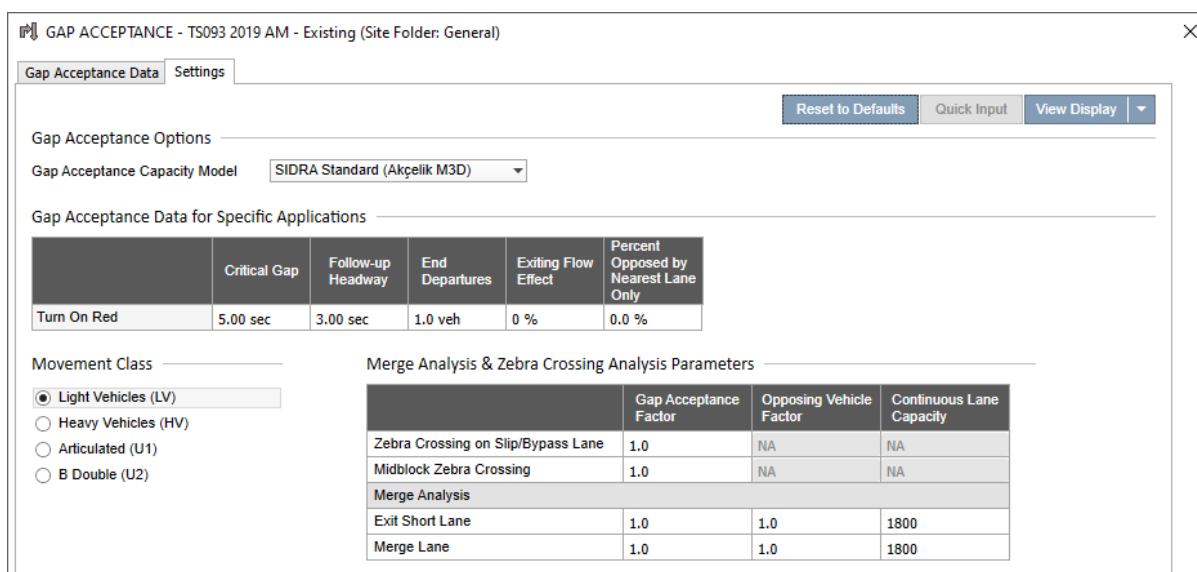 GAP ACCEPTANCE - TS093 2019 AM - Existing (Site Folder: General)
Gap Acceptance Data Settings
Reset to Defaults Quick Input View Display
Gap Acceptance Options
Gap Acceptance Capacity Model SIDRA Standard (Akçelik M3D)
Gap Acceptance Data for Specific Applications
Critical Gap Follow-up Headway End Departures Exiting Flow Effect Percent Opposed by Nearest Lane Only
Turn On Red 5.00 sec 3.00 sec 1.0 veh 0 % 0.0 %
Movement Class
Light Vehicles (LV)
Heavy Vehicles (HV)
Articulated (U1)
B Double (U2)
Merge Analysis & Zebra Crossing Analysis Parameters
Gap Acceptance Factor Opposing Vehicle Factor Continuous Lane Capacity
Zebra Crossing on Slip/Bypass Lane 1.0 NA NA
Midblock Zebra Crossing 1.0 NA NA
Merge Analysis
Exit Short Lane 1.0 1.0 1800
Merge Lane 1.0 1.0 1800